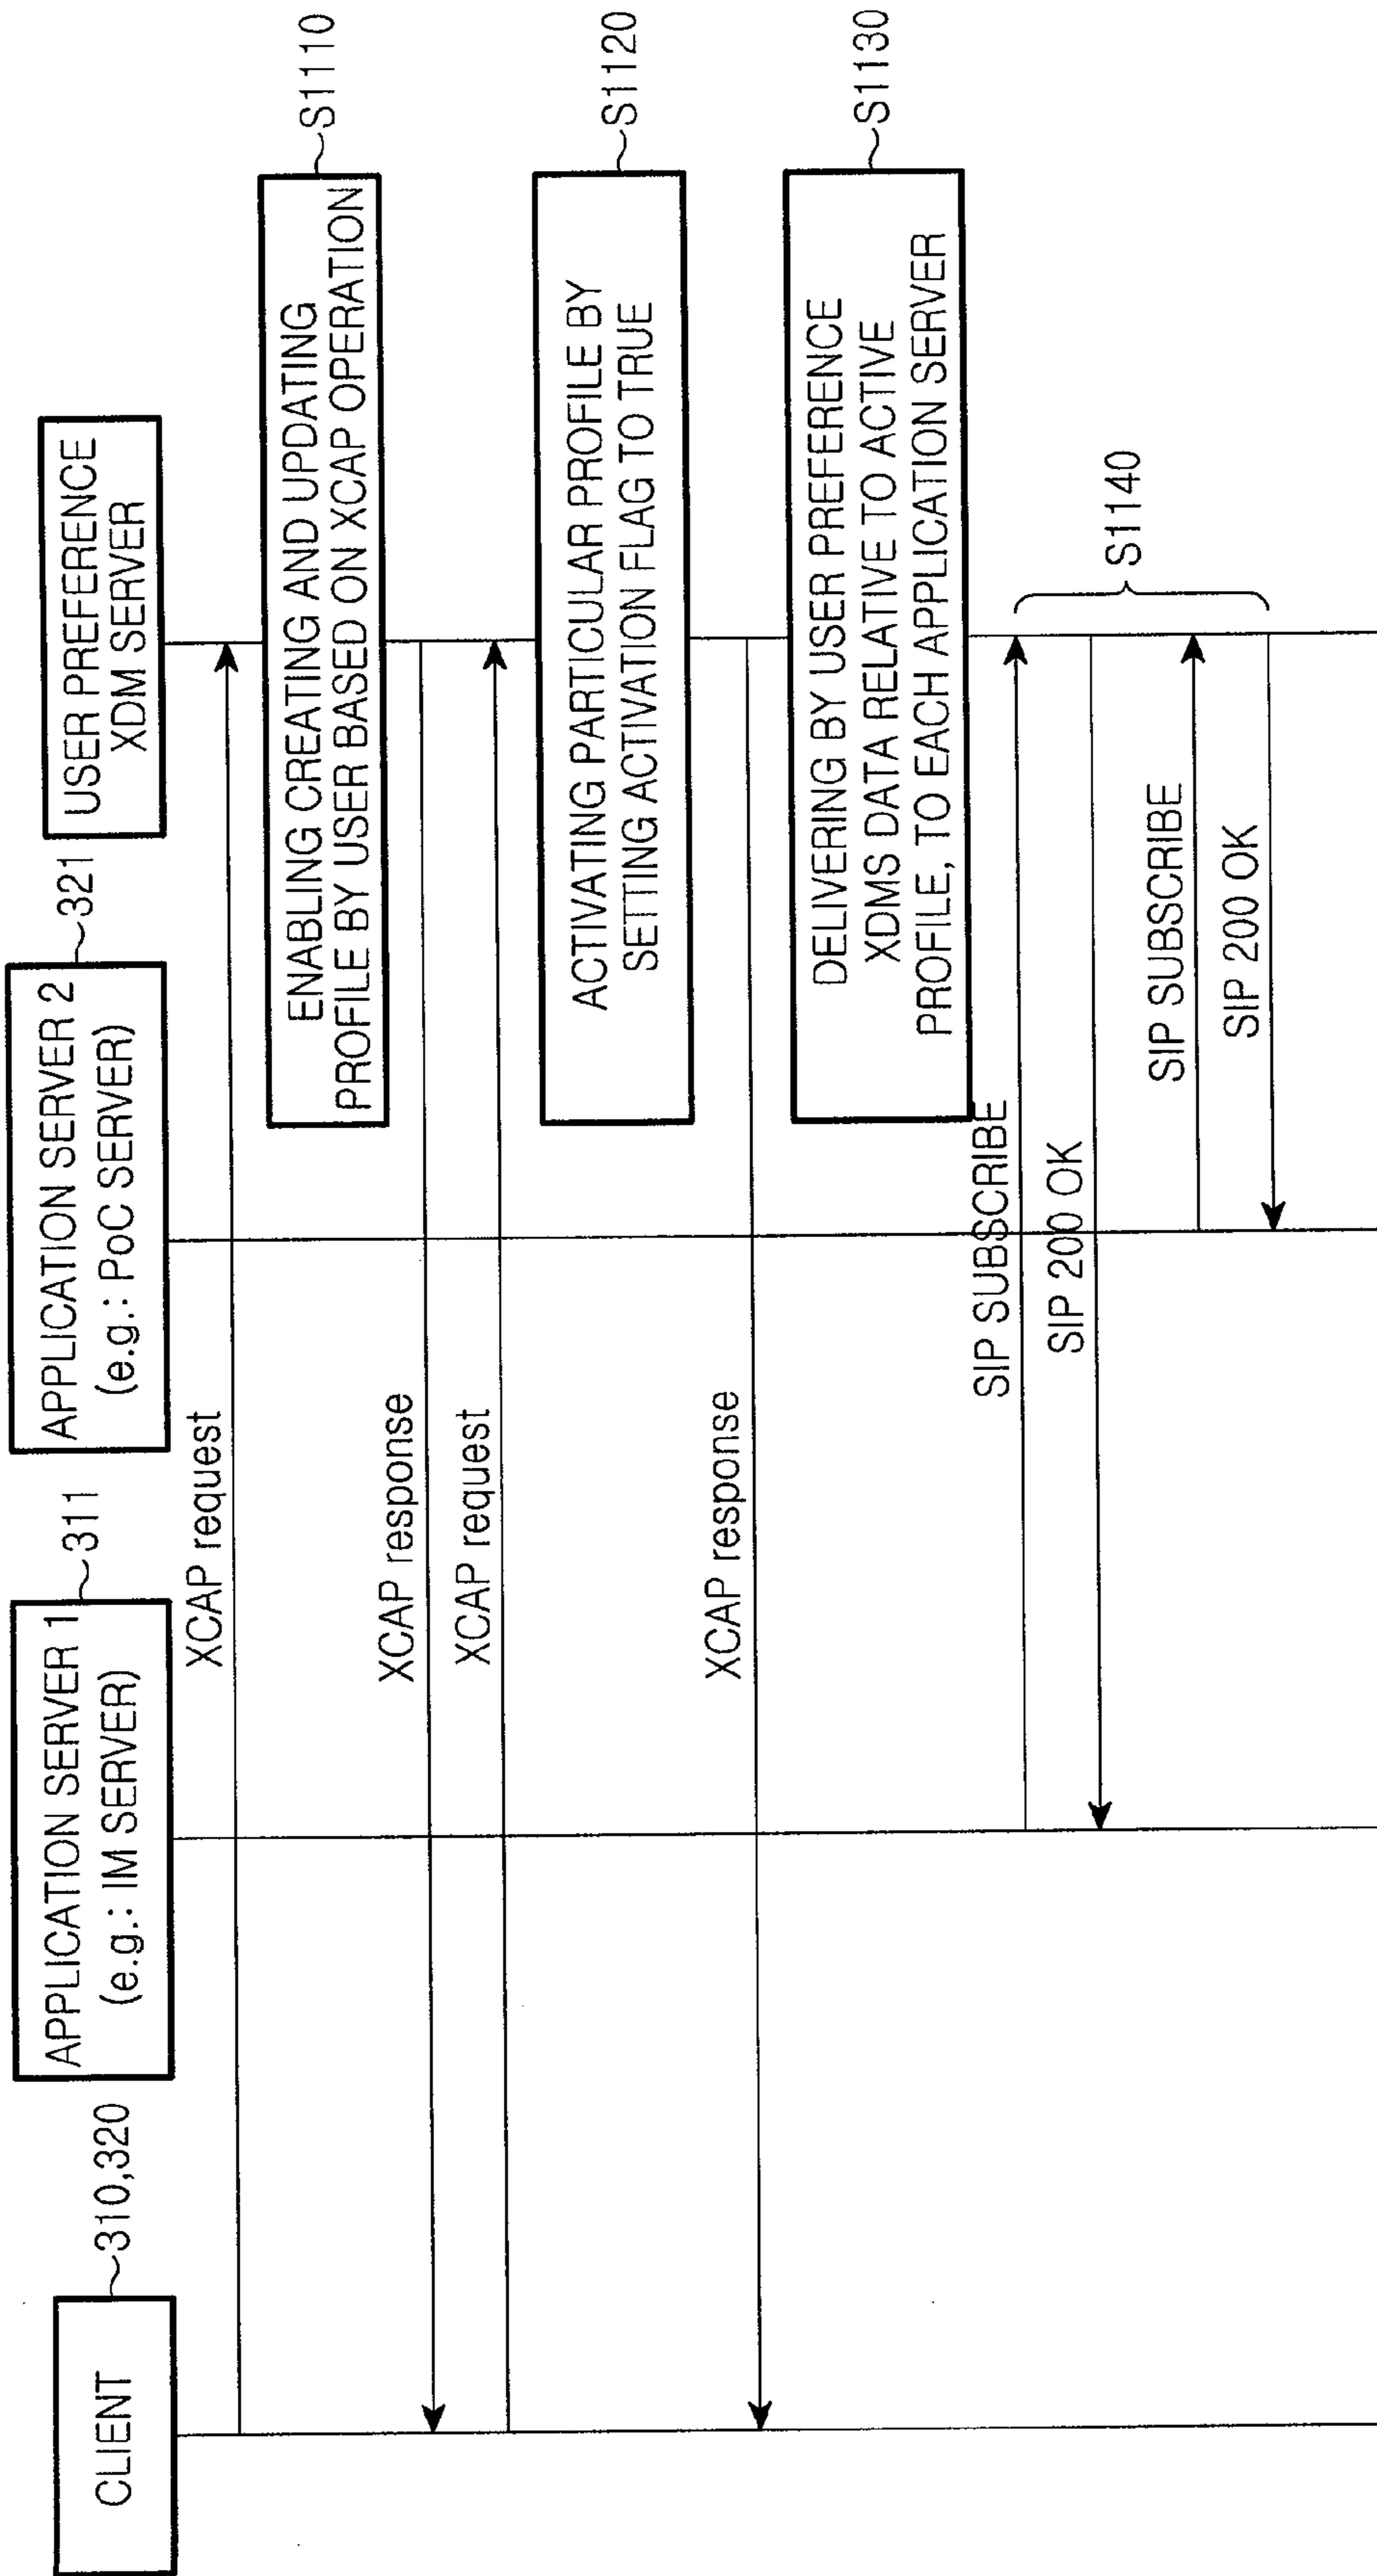 CLIENT
310,320
APPLICATION SERVER 1
(e.g.: IM SERVER)
311
APPLICATION SERVER 2
(e.g.: PoC SERVER)
321
USER PREFERENCE
XDM SERVER
XCAP request
ENABLING CREATING AND UPDATING
PROFILE BY USER BASED ON XCAP OPERATION
S1110
XCAP response
XCAP request
ACTIVATING PARTICULAR PROFILE BY
SETTING ACTIVATION FLAG TO TRUE
S1120
XCAP response
DELIVERING BY USER PREFERENCE
XDMS DATA RELATIVE TO ACTIVE
PROFILE, TO EACH APPLICATION SERVER
S1130
SIP SUBSCRIBE
SIP 200 OK
SIP SUBSCRIBE
SIP 200 OK
S1140